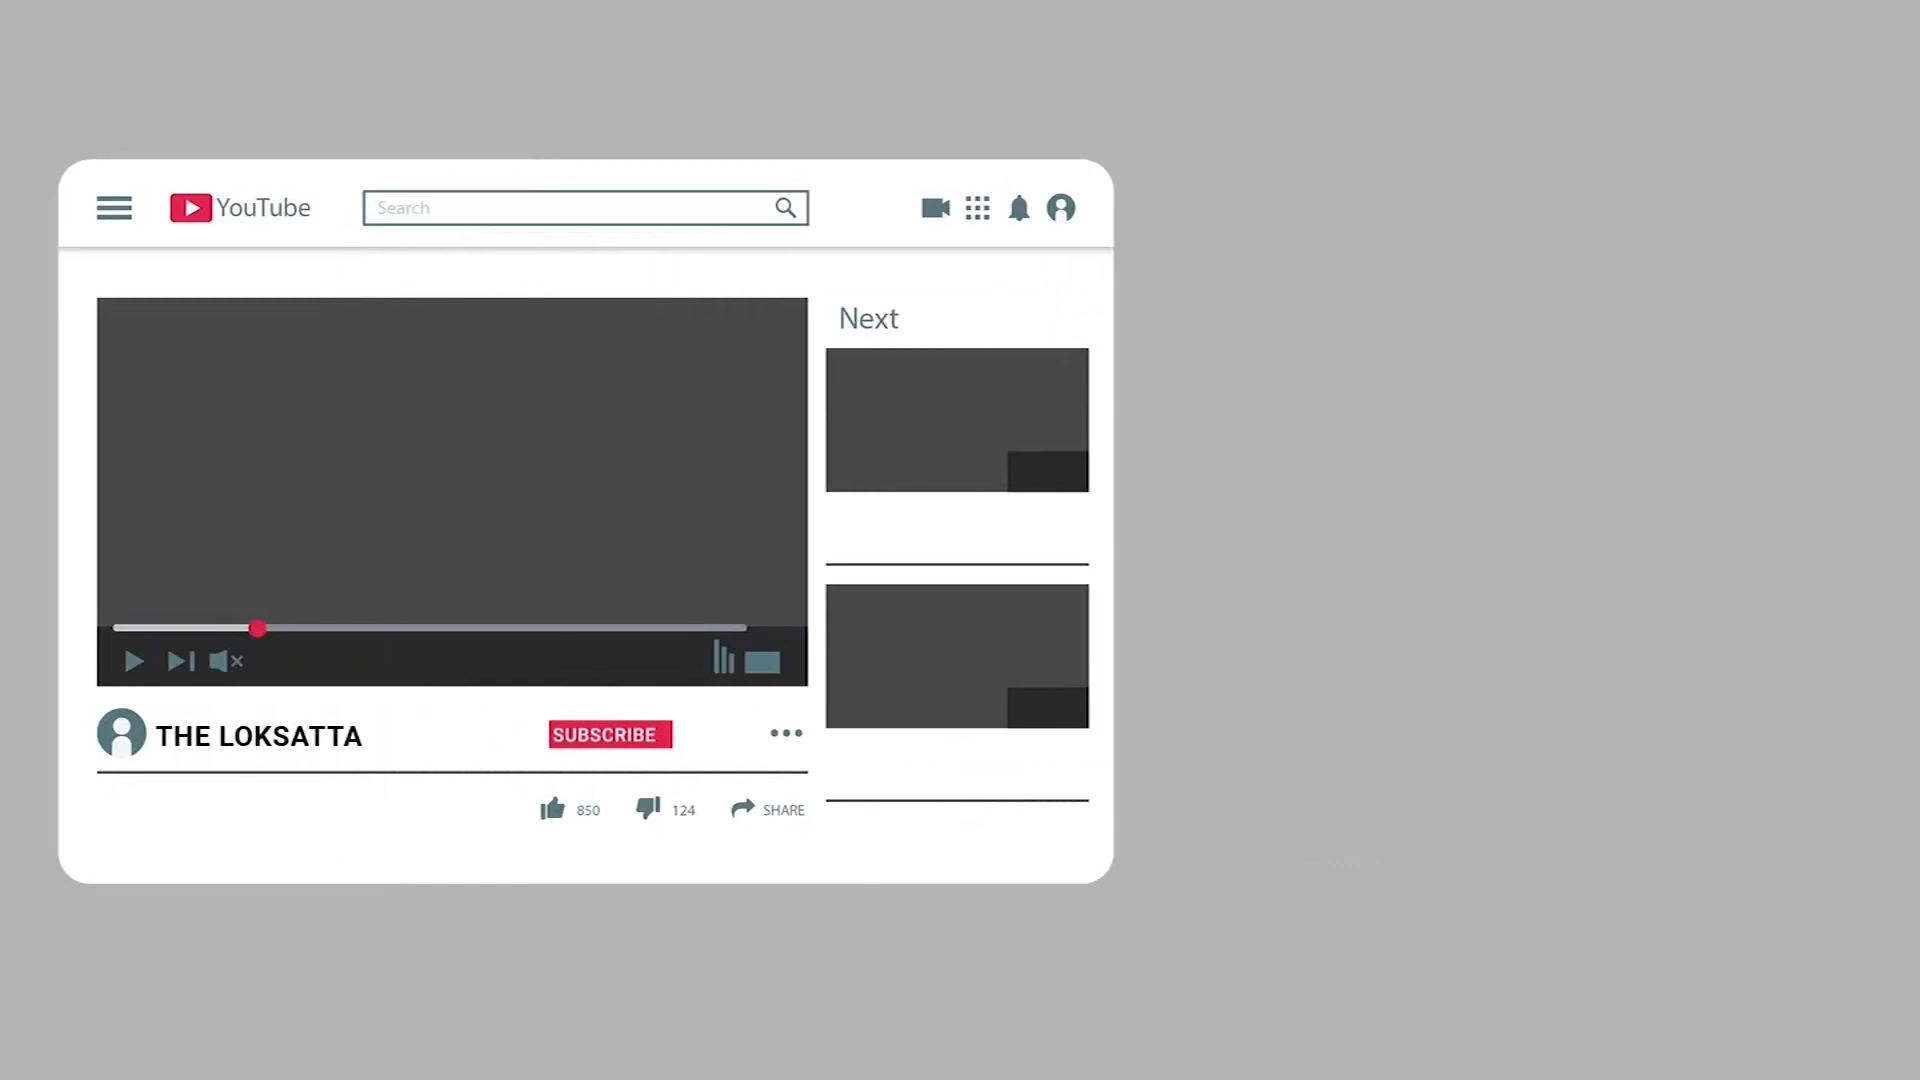 YouTube
Search
Next
THE LOKSATTA
SUBSCRIBE
850
124
SHARE